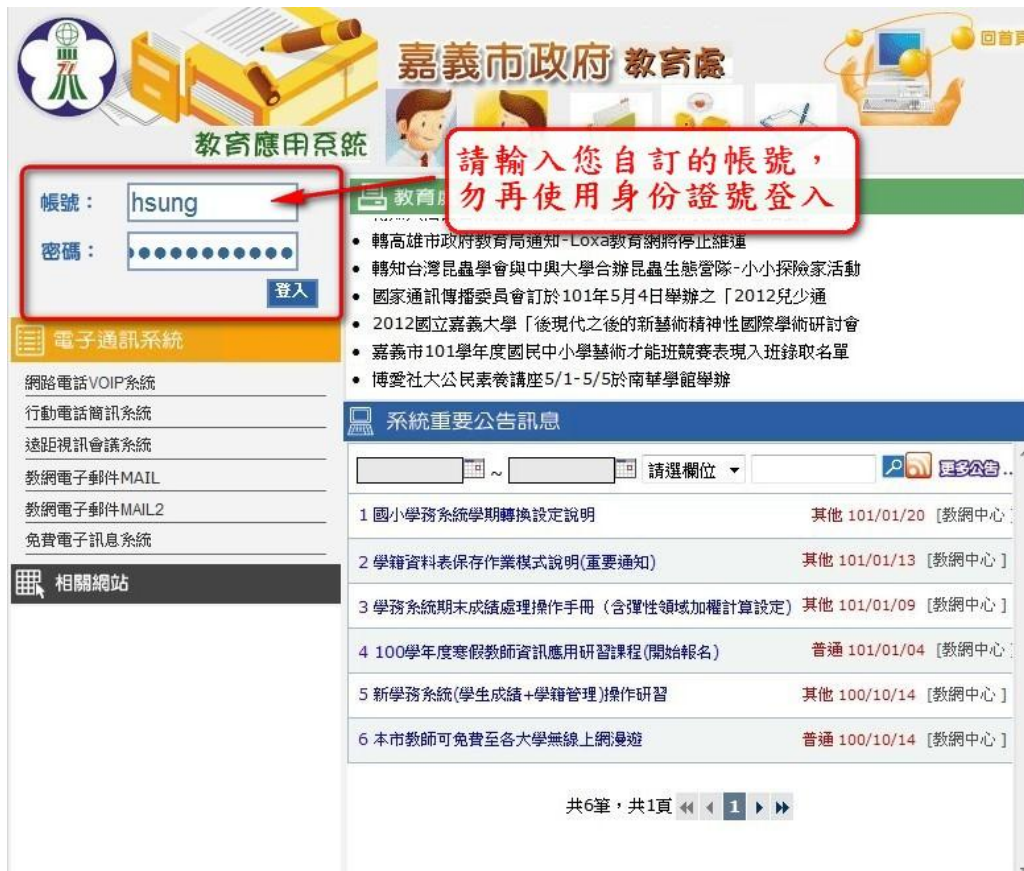 嘉義市政府 教育處
回首頁
教育應用系統
請輸入您自訂的帳號，
勿再使用身份證號登入
帳號： hsung
密碼： ●●●●●●●●●●●
登入
教育處
轉高雄市政府教育局通知-Loxa教育網將停止維運
轉知台灣昆蟲學會與中興大學合辦昆蟲生態營隊-小小探險家活動
國家通訊傳播委員會訂於101年5月4日舉辦之「2012兒少通
2012國立嘉義大學「後現代之後的新藝術精神性國際學術研討會
嘉義市101學年度國民中小學藝術才能班競賽表現入班錄取名單
博愛社大公民素養講座5/1-5/5於南華學館舉辦
電子通訊系統
網路電話VOIP系統
行動電話簡訊系統
遠距視訊會議系統
教網電子郵件MAIL
教網電子郵件MAIL2
免費電子訊息系統
相關網站
系統重要公告訊息
~ 請選欄位 更多公告..
1 國小學務系統學期轉換設定說明 其他 101/01/20 [教網中心]
2 學籍資料表保存作業模式說明(重要通知) 其他 101/01/13 [教網中心]
3 學務系統期末成績處理操作手冊（含彈性領域加權計算設定) 其他 101/01/09 [教網中心]
4 100學年度寒假教師資訊應用研習課程(開始報名) 普通 101/01/04 [教網中心]
5 新學務系統(學生成績+學籍管理)操作研習 其他 100/10/14 [教網中心]
6 本市教師可免費至各大學無線上網漫遊 普通 100/10/14 [教網中心]
共6筆，共1頁 1